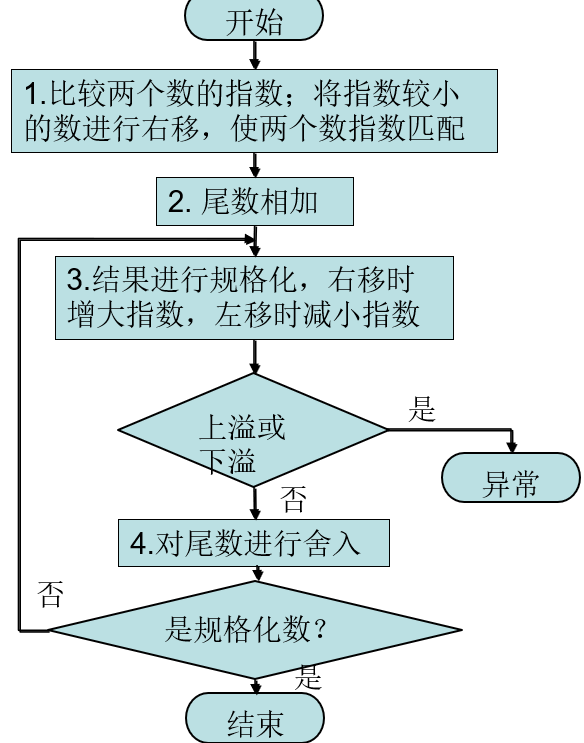 开始
1.比较两个数的指数；将指数较小
的数进行右移，使两个数指数匹配
2. 尾数相加
3.结果进行规格化，右移时
增大指数，左移时减小指数
上溢或
下溢
是
异常
否
4.对尾数进行舍入
否
是规格化数？
是
结束